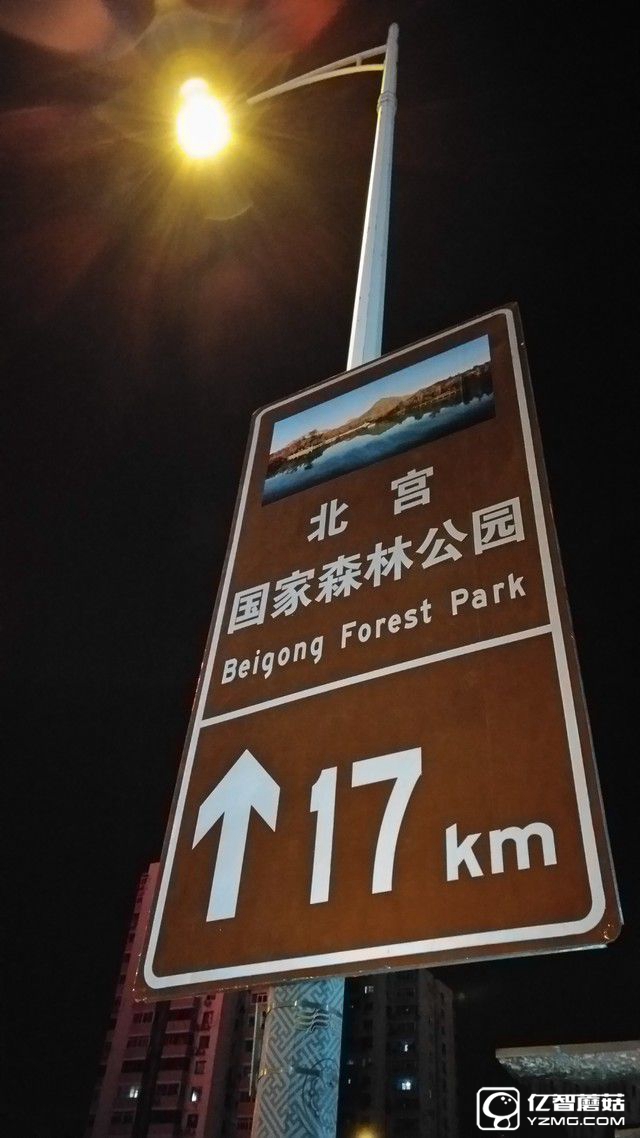 北宫
国家森林公园
Beigong Forest Park
17 km
亿智蘑菇
YZMG.COM